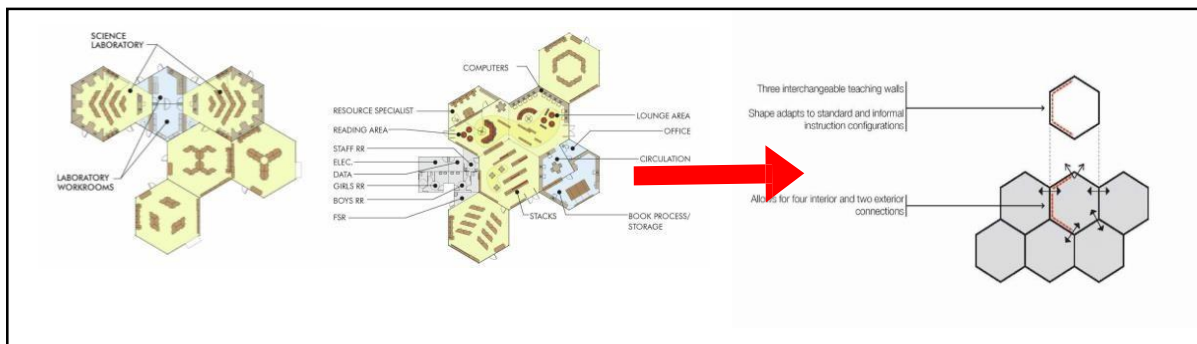 SCIENCE
LABORATORY
LABORATORY
WORKROOMS
COMPUTERS
RESOURCE SPECIALIST
READING AREA
STAFF RR
ELEC.
DATA
GIRLS RR
BOYS RR
FSR
LOUNGE AREA
OFFICE
CIRCULATION
STACKS
BOOK PROCESS/
STORAGE
Three interchangeable teaching walls
Shape adapts to standard and informal
instruction configurations
Allows for four interior and two exterior
connections